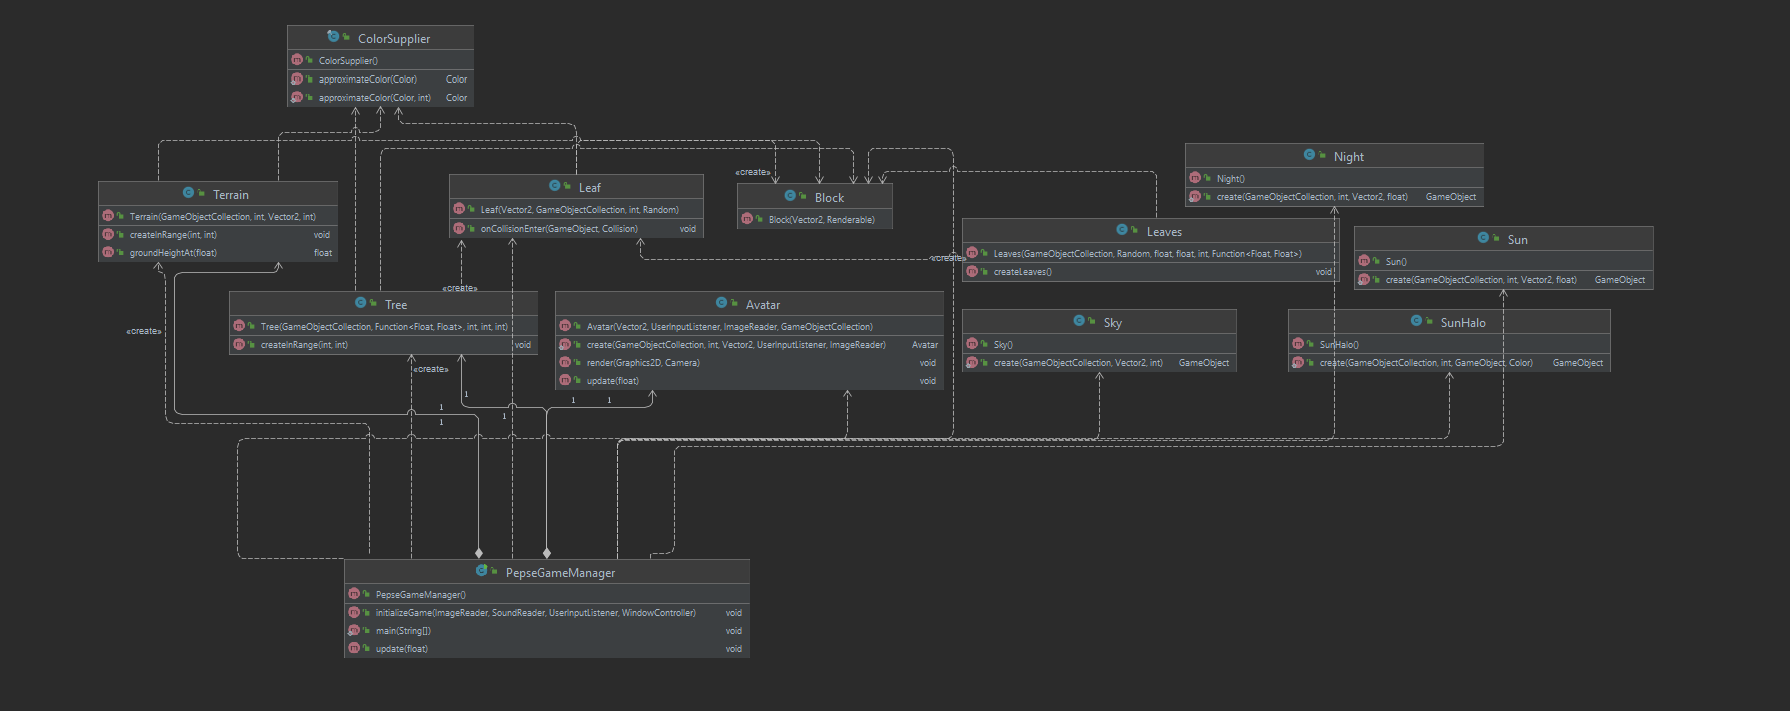 ColorSupplier
ColorSupplier()
approximateColor(Color) Color
approximateColor(Color, int) Color
Night
Night()
create(GameObjectCollection, int, Vector2, float) GameObject
Terrain
Terrain(GameObjectCollection, int, Vector2, int)
createInRange(int, int) void
groundHeightAt(float) float
Leaf
Leaf(Vector2, GameObjectCollection, int, Random)
onCollisionEnter(GameObject, Collision) void
«create»
Block
Block(Vector2, Renderable)
Leaves
Leaves(GameObjectCollection, Random, float, float, int, Function<Float, Float>)
createLeaves() void
«create»
Sun
Sun()
create(GameObjectCollection, int, Vector2, float) GameObject
«create»
Tree
Tree(GameObjectCollection, Function<Float, Float>, int, int, int)
createInRange(int, int) void
«create»
Avatar
Avatar(Vector2, UserInputListener, ImageReader, GameObjectCollection)
create(GameObjectCollection, int, Vector2, UserInputListener, ImageReader) Avatar
render(Graphics2D, Camera) void
update(float) void
Sky
Sky()
create(GameObjectCollection, Vector2, int) GameObject
SunHalo
SunHalo()
create(GameObjectCollection, int, GameObject, Color) GameObject
«create»
1
1
1
1
1
1
PepseGameManager
PepseGameManager()
initializeGame(ImageReader, SoundReader, UserInputListener, WindowController) void
main(String[]) void
update(float) void